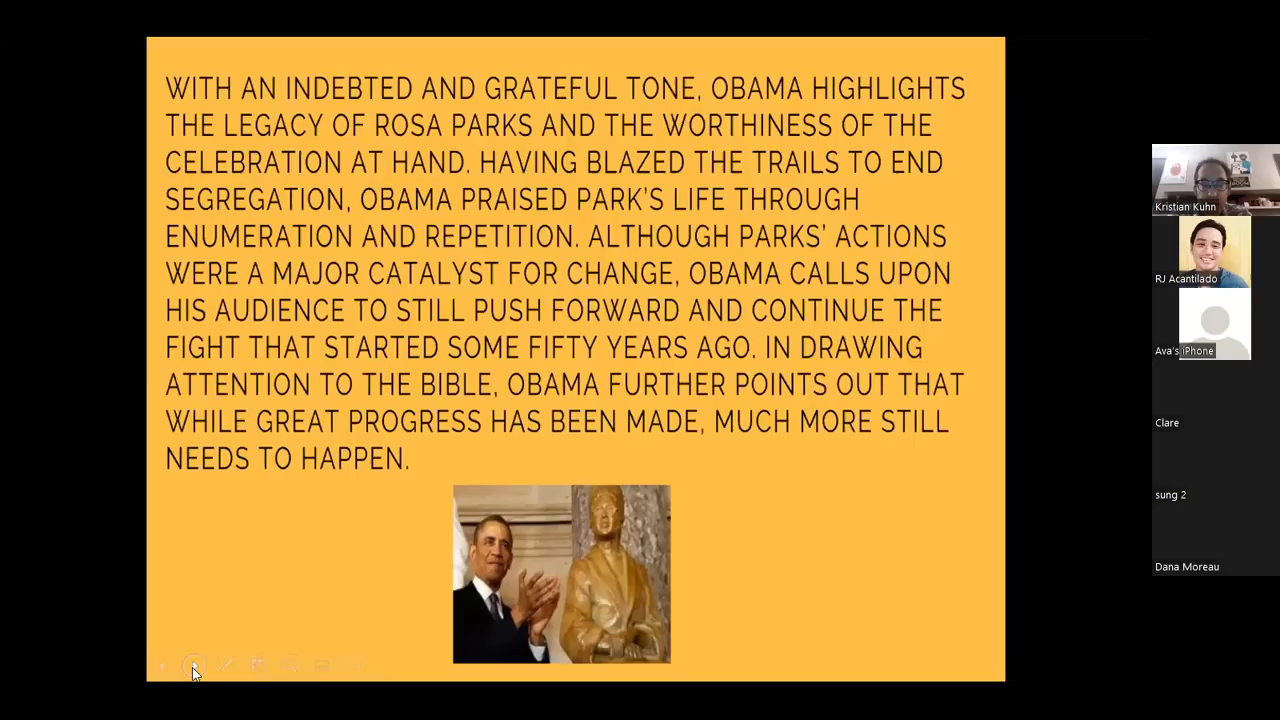 WITH AN INDEBTED AND GRATEFUL TONE, OBAMA HIGHLIGHTS
THE LEGACY OF ROSA PARKS AND THE WORTHINESS OF THE
CELEBRATION AT HAND. HAVING BLAZED THE TRAILS TO END
SEGREGATION, OBAMA PRAISED PARK'S LIFE THROUGH
ENUMERATION AND REPETITION. ALTHOUGH PARKS' ACTIONS
WERE A MAJOR CATALYST FOR CHANGE, OBAMA CALLS UPON
HIS AUDIENCE TO STILL PUSH FORWARD AND CONTINUE THE
FIGHT THAT STARTED SOME FIFTY YEARS AGO. IN DRAWING
ATTENTION TO THE BIBLE, OBAMA FURTHER POINTS OUT THAT
WHILE GREAT PROGRESS HAS BEEN MADE, MUCH MORE STILL
NEEDS TO HAPPEN.
Kristian Kuhn
RJ Acantilado
Ava's iPhone
Clare
sung 2
Dana Moreau